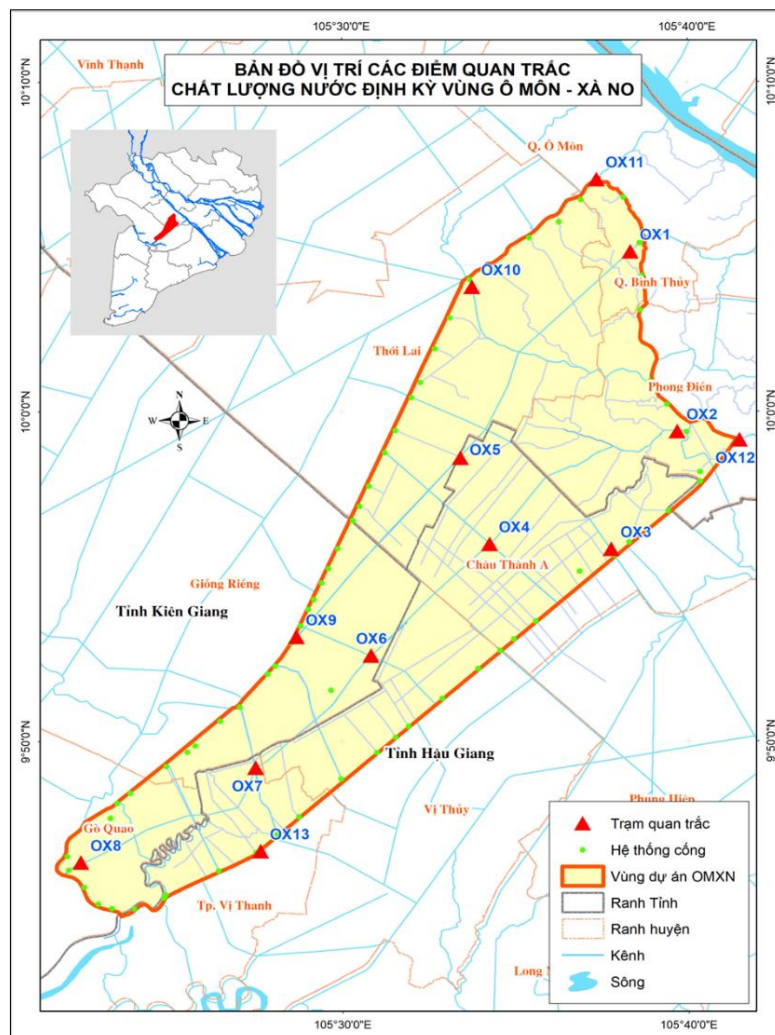 105°30'0"E
105°40'0"E
Vĩnh Thạnh
10°10'0"N
10°10'0"N
BẢN ĐỒ VỊ TRÍ CÁC ĐIỂM QUAN TRẮC
CHẤT LƯỢNG NƯỚC ĐỊNH KỲ VÙNG Ô MÔN - XÀ NO
Q. Ô Môn
OX11
OX1
Q. Bình Thủy
OX10
Thới Lai
Phong Điền
10°0'0"N
10°0'0"N
N
W
E
S
OX2
OX12
OX5
OX4
OX3
Châu Thành A
Giồng Riềng
Tỉnh Kiên Giang
OX9
OX6
9°50'0"N
9°50'0"N
Tỉnh Hậu Giang
OX7
Vị Thủy
Phụng Hiệp
Gò Quao
OX8
OX13
Tp. Vị Thanh
Trạm quan trắc
Hệ thống cống
Vùng dự án OMXN
Ranh Tỉnh
Ranh huyện
Kênh
Sông
Long
105°30'0"E
105°40'0"E